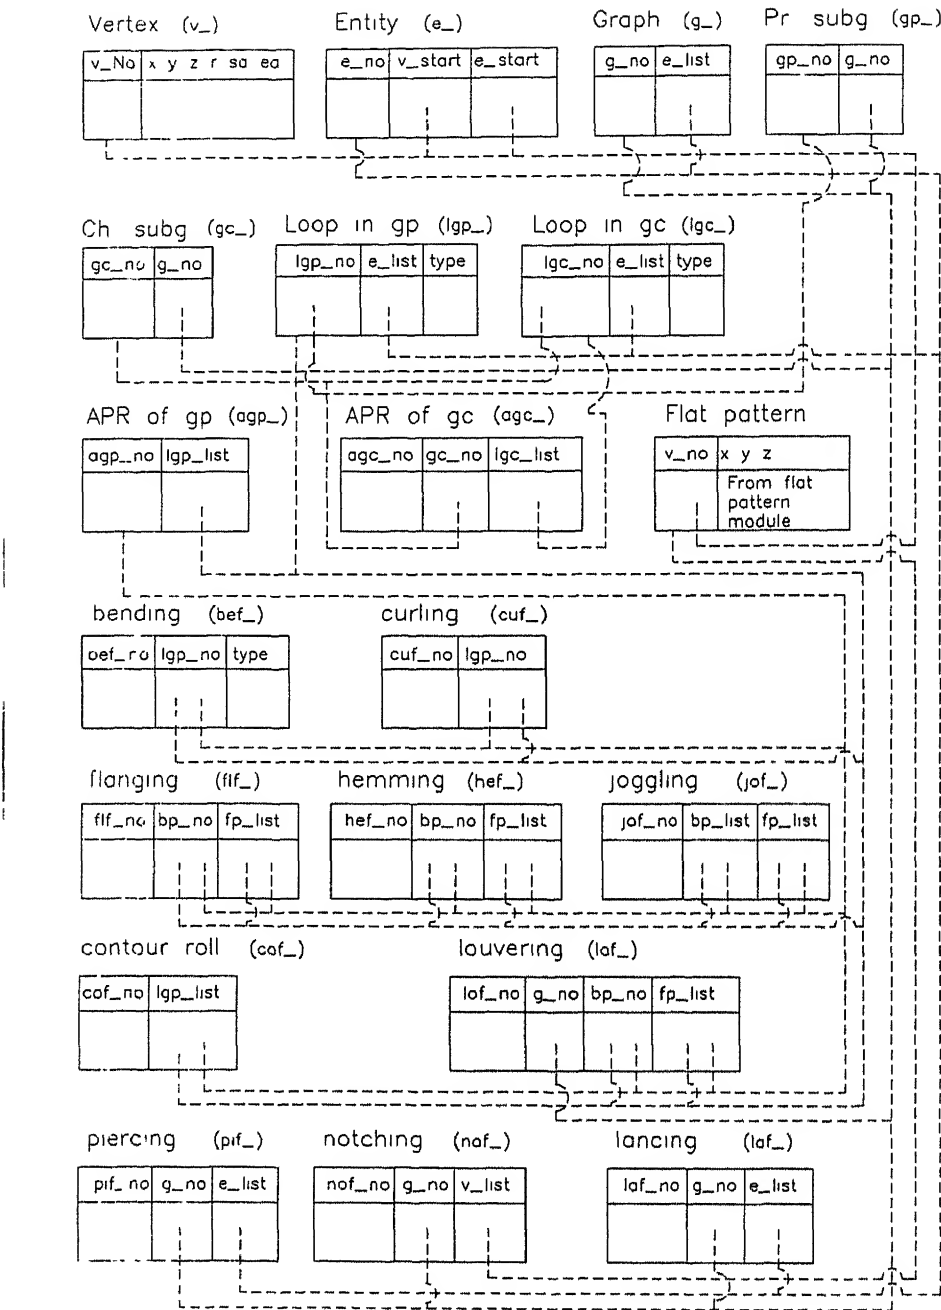 Vertex (v_) Entity (e_) Graph (g_) Pr subg (gp_)
v_No x y z r sa ea
e_no v_start e_start
g_no e_list
gp_no g_no
Ch subg (gc_) Loop in gp (lgp_) Loop in gc (lgc_)
gc_no g_no
lgp_no e_list type
lgc_no e_list type
APR of gp (agp_) APR of gc (agc_) Flat pattern
agp_no lgp_list
agc_no gc_no lgc_list
v_no x y z
From flat
pattern
module
bending (bef_) curling (cuf_)
bef_no lgp_no type
cuf_no lgp_no
flanging (flf_) hemming (hef_) joggling (jof_)
flf_no bp_no fp_list
hef_no bp_no fp_list
jof_no bp_list fp_list
contour roll (cof_) louvering (lof_)
cof_no lgp_list
lof_no g_no bp_no fp_list
piercing (pif_) notching (nof_) lancing (laf_)
pif_no g_no e_list
nof_no g_no v_list
laf_no g_no e_list